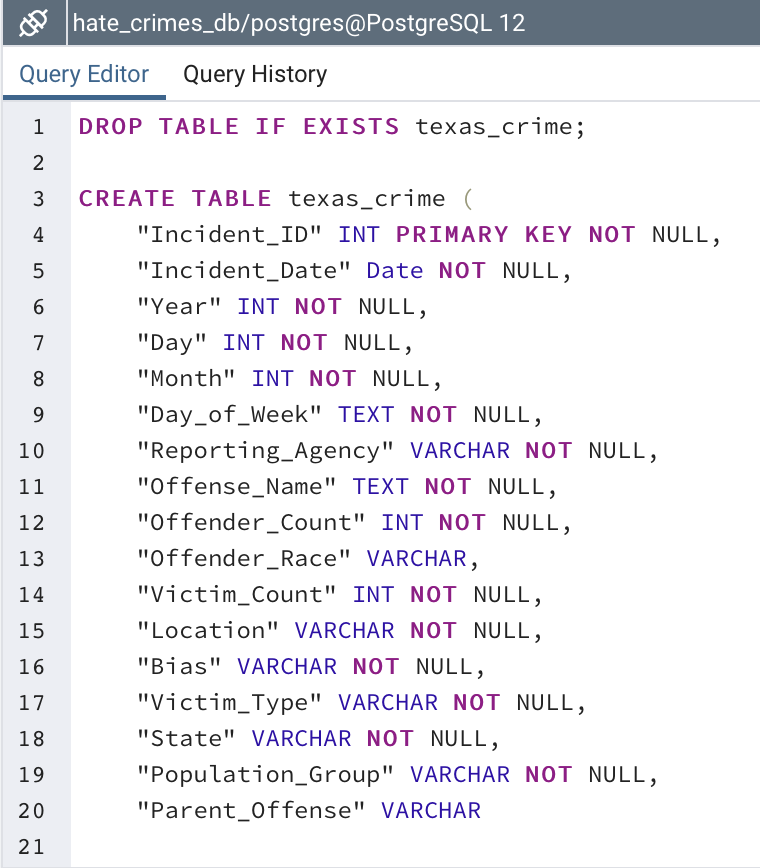 hate_crimes_db/postgres@PostgreSQL 12
Query Editor Query History
1 DROP TABLE IF EXISTS texas_crime;
2
3 CREATE TABLE texas_crime (
4 "Incident_ID" INT PRIMARY KEY NOT NULL,
5 "Incident_Date" Date NOT NULL,
6 "Year" INT NOT NULL,
7 "Day" INT NOT NULL,
8 "Month" INT NOT NULL,
9 "Day_of_Week" TEXT NOT NULL,
10 "Reporting_Agency" VARCHAR NOT NULL,
11 "Offense_Name" TEXT NOT NULL,
12 "Offender_Count" INT NOT NULL,
13 "Offender_Race" VARCHAR,
14 "Victim_Count" INT NOT NULL,
15 "Location" VARCHAR NOT NULL,
16 "Bias" VARCHAR NOT NULL,
17 "Victim_Type" VARCHAR NOT NULL,
18 "State" VARCHAR NOT NULL,
19 "Population_Group" VARCHAR NOT NULL,
20 "Parent_Offense" VARCHAR
21